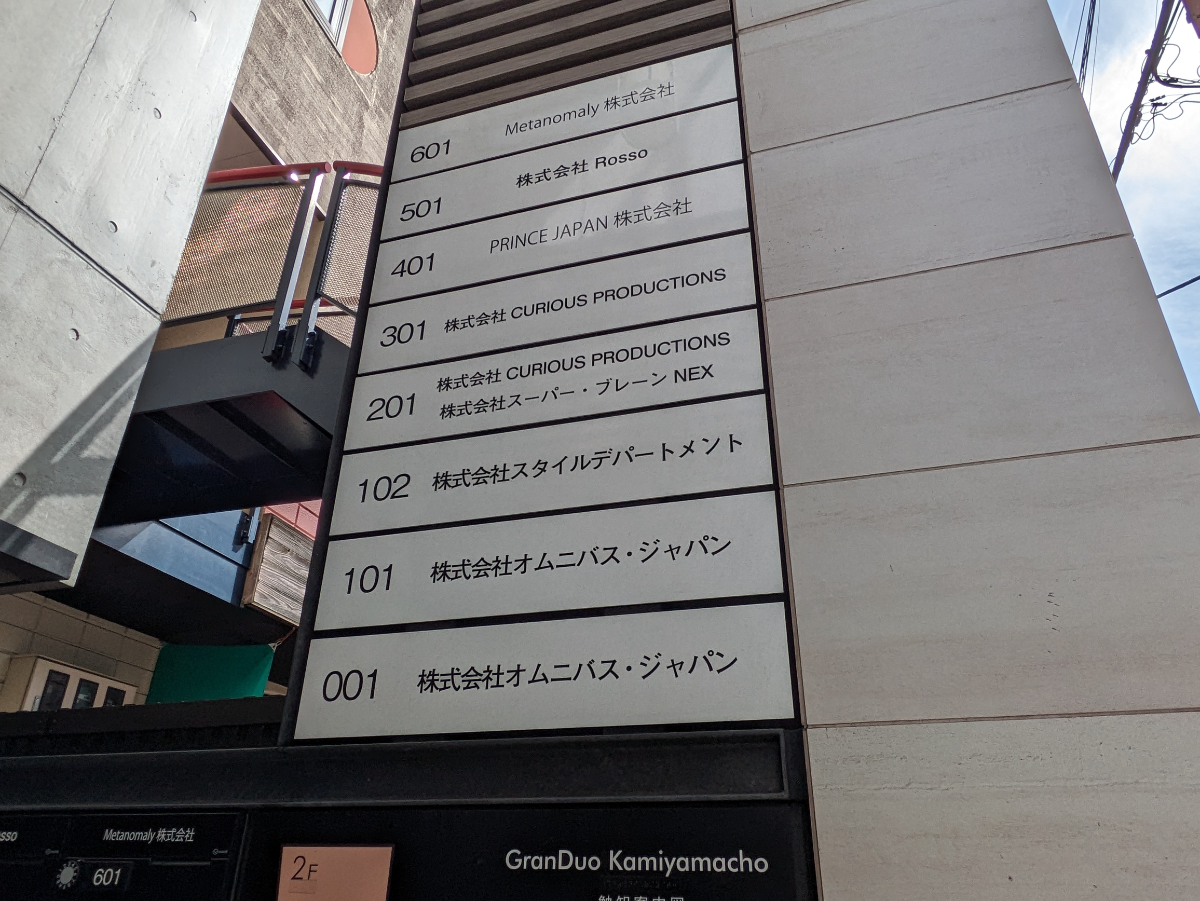 601 Metanomaly 株式会社
501 株式会社 Rosso
401 PRINCE JAPAN 株式会社
301 株式会社 CURIOUS PRODUCTIONS
201 株式会社 CURIOUS PRODUCTIONS
株式会社スーパー・ブレーン NEX
102 株式会社スタイルデパートメント
101 株式会社オムニバス・ジャパン
001 株式会社オムニバス・ジャパン
Metanomaly 株式会社
601
2F
GranDuo Kamiyamacho